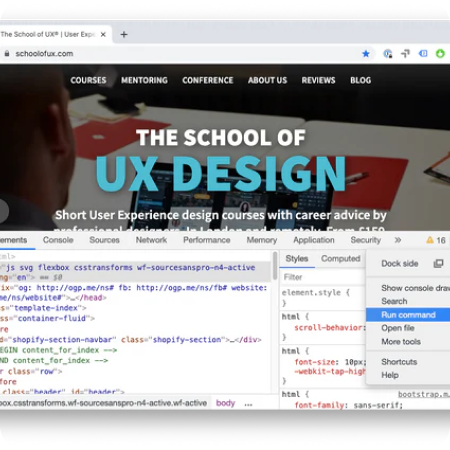 The School of UX® | User Expe
schoolofux.com
COURSES MENTORING CONFERENCE ABOUT US REVIEWS BLOG
THE SCHOOL OF
UX DESIGN
Short User Experience design courses with career advice by
professional designers. In London and remotely. From £150
ements Console Sources Network Performance Memory Application Security » 16
html>
"js svg flexbox csstransforms wf-sourcesanspro-n4-active
ng="en"> == $0
ix="og: http://ogp.me/ns# fb: http://ogp.me/ns/fb# website:
me/ns/website#">…</head>
="template-index">
="container-fluid">
ore
d="shopify-section-navbar" class="shopify-section">…</div>
BEGIN content_for_index -->
ND content_for_index -->
r class="row">
efore
class="header" id="header">
box.csstransforms.wf-sourcesanspro-n4-active.wf-active body …
Styles Computed
Filter
element.style {
}
html {
scroll-behavior:
}
html {
font-size: 10px;
-webkit-tap-high
}
html { bootstrap.m
font-family: sans-serif;
Dock side
Show console draw
Search
Run command
Open file
More tools
Shortcuts
Help